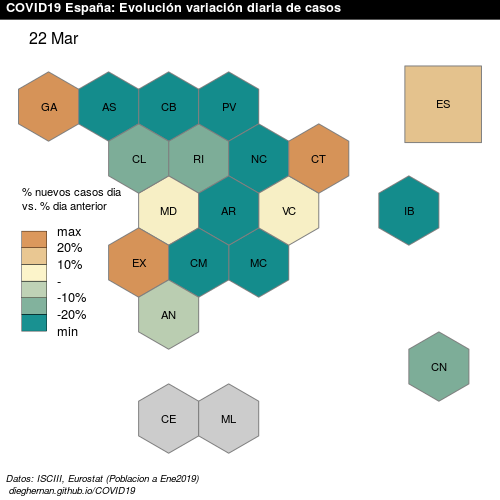 COVID19 España: Evolución variación diaria de casos
22 Mar
GA AS CB PV ES
CL RI NC CT
% nuevos casos dia
vs. % dia anterior
MD AR VC IB
max
20%
10%
-
-10%
-20%
min
EX CM MC
AN
CN
CE ML
Datos: ISCIII, Eurostat (Poblacion a Ene2019)
dieghernan.github.io/COVID19